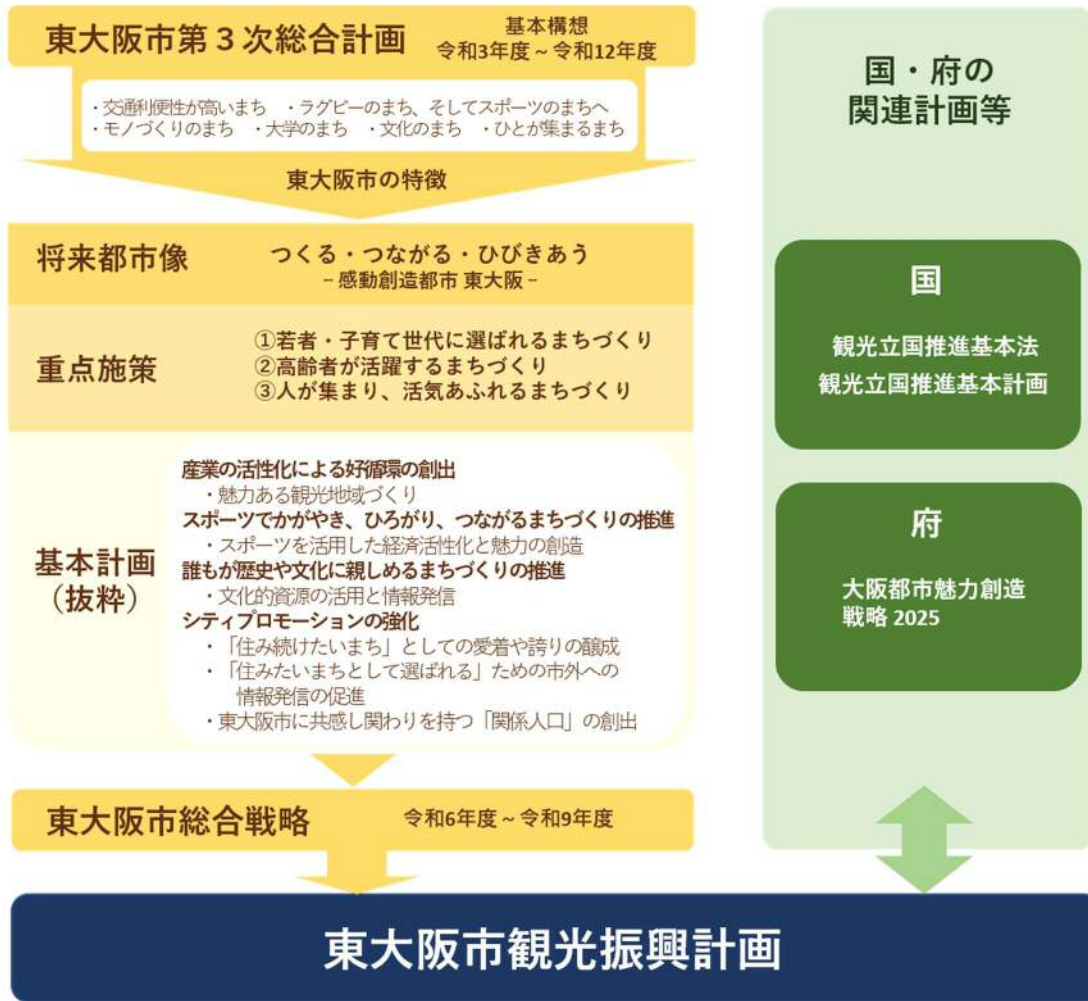 東大阪市第3次総合計画
基本構想
令和3年度～令和12年度
・交通利便性が高いまち ・ラグビーのまち、そしてスポーツのまちへ
・モノづくりのまち ・大学のまち ・文化のまち ・ひとが集まるまち
東大阪市の特徴
将来都市像
つくる・つながる・ひびきあう
－感動創造都市 東大阪－
重点施策
①若者・子育て世代に選ばれるまちづくり
②高齢者が活躍するまちづくり
③人が集まり、活気あふれるまちづくり
基本計画
（抜粋）
産業の活性化による好循環の創出
・魅力ある観光地域づくり
スポーツでかがやき、ひろがり、つながるまちづくりの推進
・スポーツを活用した経済活性化と魅力の創造
誰もが歴史や文化に親しめるまちづくりの推進
・文化的資源の活用と情報発信
シティプロモーションの強化
・「住み続けたいまち」としての愛着や誇りの醸成
・「住みたいまちとして選ばれる」ための市外への
情報発信の促進
・東大阪市に共感し関わりを持つ「関係人口」の創出
東大阪市総合戦略
令和6年度～令和9年度
国・府の
関連計画等
国
観光立国推進基本法
観光立国推進基本計画
府
大阪都市魅力創造
戦略 2025
東大阪市観光振興計画